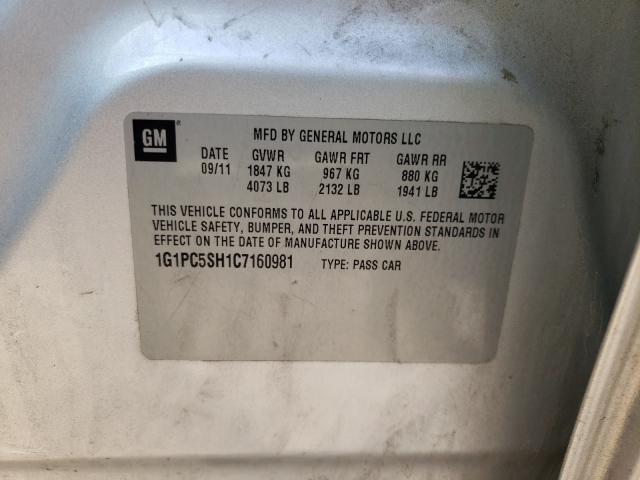 GM
MFD BY GENERAL MOTORS LLC
DATE GVWR GAWR FRT GAWR RR
09/11 1847 KG 967 KG 880 KG
4073 LB 2132 LB 1941 LB
THIS VEHICLE CONFORMS TO ALL APPLICABLE U.S. FEDERAL MOTOR
VEHICLE SAFETY, BUMPER, AND THEFT PREVENTION STANDARDS IN
EFFECT ON THE DATE OF MANUFACTURE SHOWN ABOVE.
1G1PC5SH1C7160981 TYPE: PASS CAR